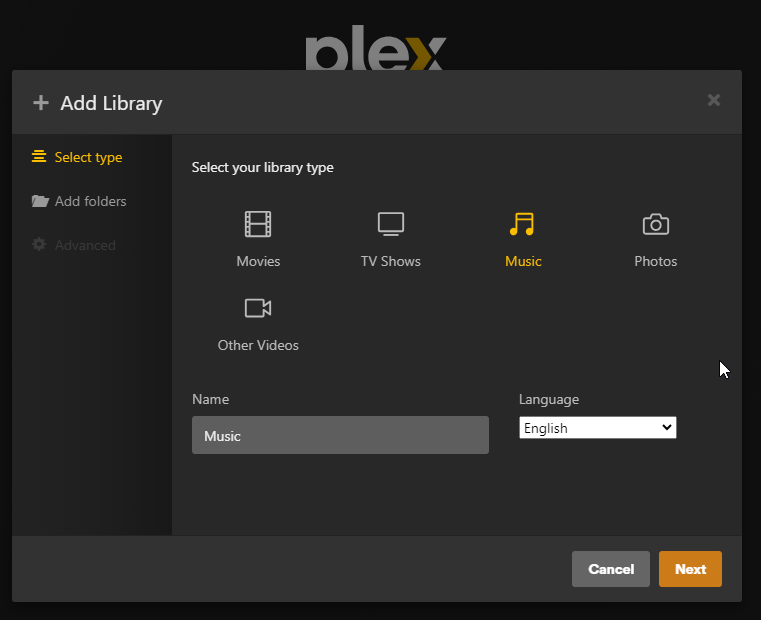 plex
Add Library
Select type
Add folders
Advanced
Select your library type
Movies
TV Shows
Music
Photos
Other Videos
Name
Language
Music
English
Cancel
Next